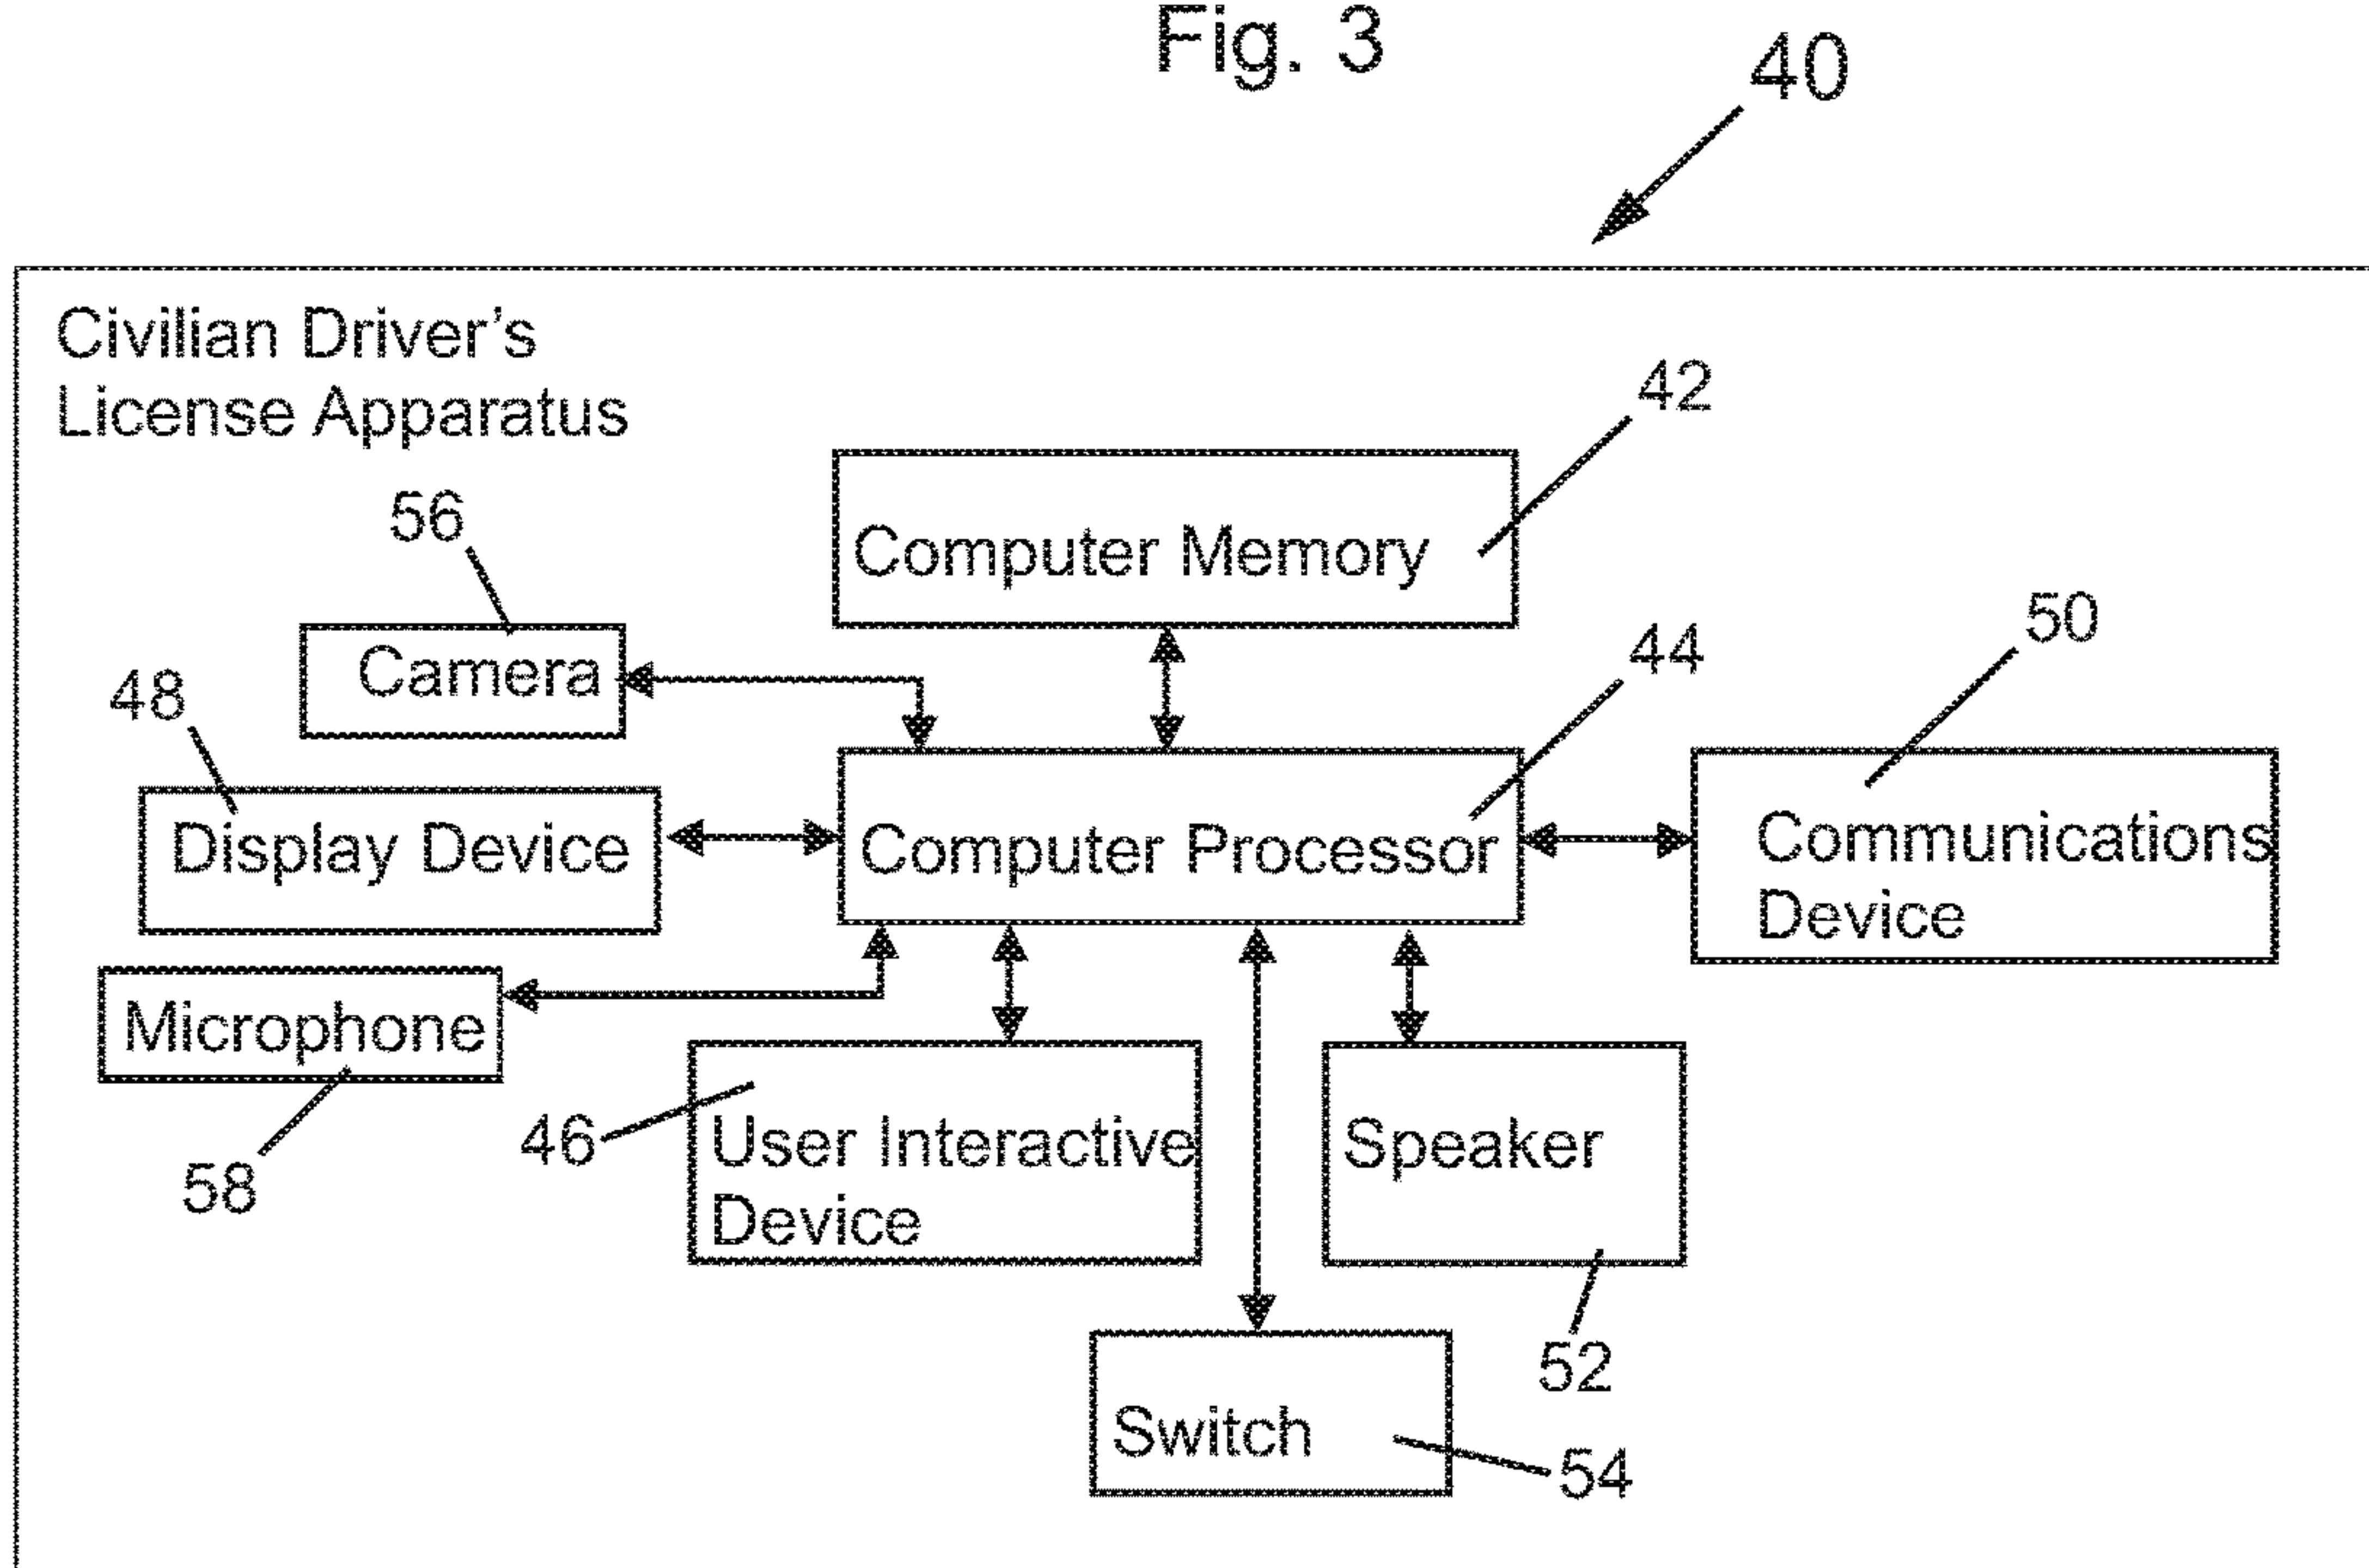 Fig. 3
40
Civilian Driver's
License Apparatus
42
56
Computer Memory
50
44
Camera
48
Display Device
Computer Processor
Communications
Device
Microphone
46
User Interactive
Device
Speaker
58
52
Switch
54